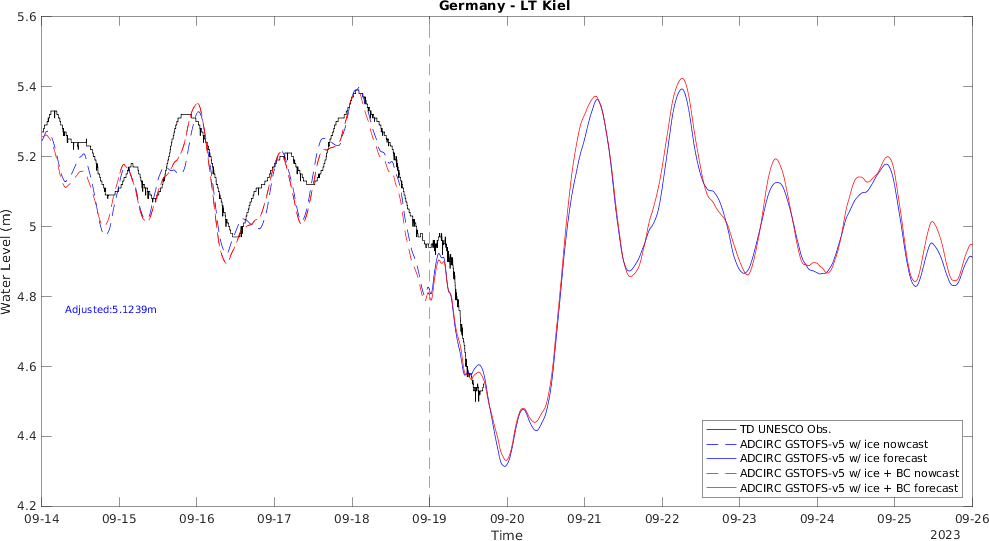 Germany - LT Kiel
5.6
5.4
5.2
5
4.8
4.6
4.4
4.2
Water Level (m)
Adjusted:5.1239m
TD UNESCO Obs.
ADCIRC GSTOFS-v5 w/ ice nowcast
ADCIRC GSTOFS-v5 w/ ice forecast
ADCIRC GSTOFS-v5 w/ ice + BC nowcast
ADCIRC GSTOFS-v5 w/ ice + BC forecast
09-14 09-15 09-16 09-17 09-18 09-19 09-20 09-21 09-22 09-23 09-24 09-25 09-26
Time
2023